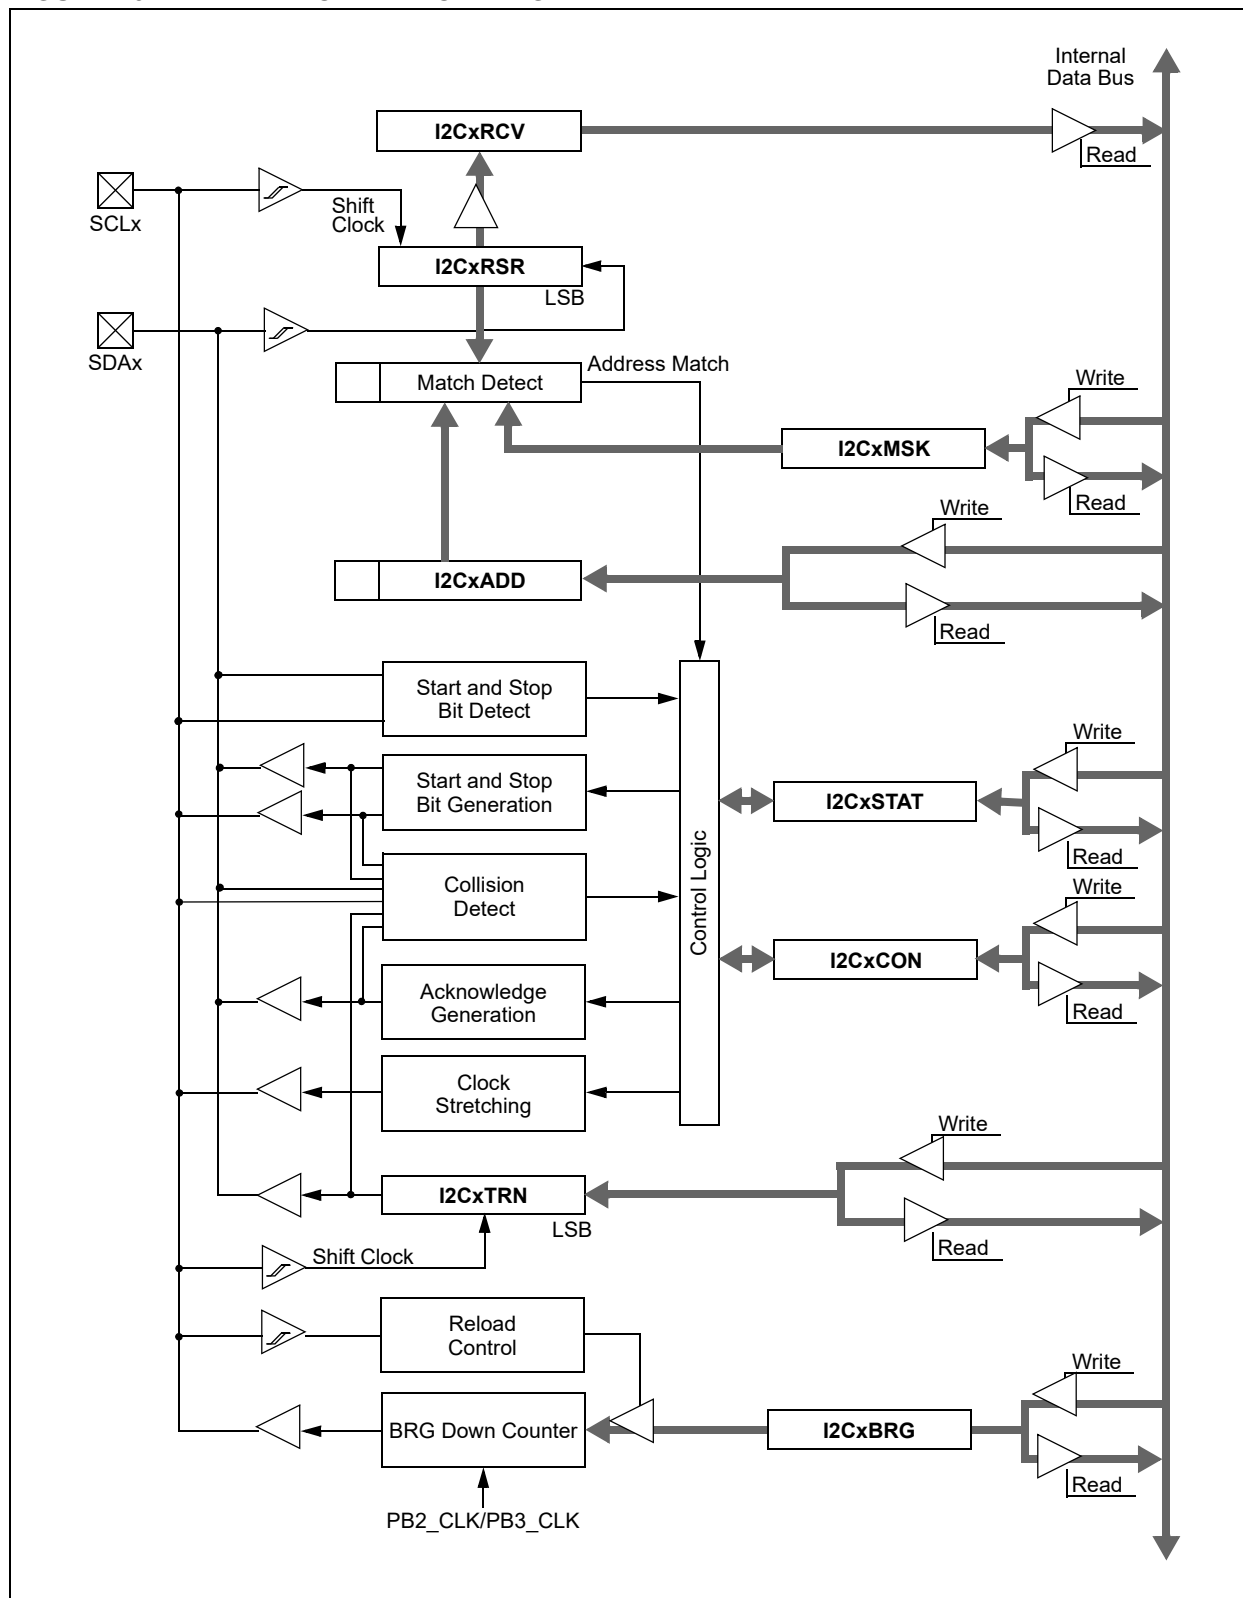 Internal
Data Bus
I2CxRCV
Read
SCLx
Shift
Clock
I2CxRSR
LSB
SDAx
Address Match
Match Detect
Write
I2CxMSK
Read
Write
I2CxADD
Read
Start and Stop
Bit Detect
Write
Start and Stop
Bit Generation
I2CxSTAT
Read
Control Logic
Collision
Detect
Write
I2CxCON
Acknowledge
Generation
Read
Clock
Stretching
Write
I2CxTRN
LSB
Read
Shift Clock
Reload
Control
Write
BRG Down Counter
I2CxBRG
Read
PB2_CLK/PB3_CLK